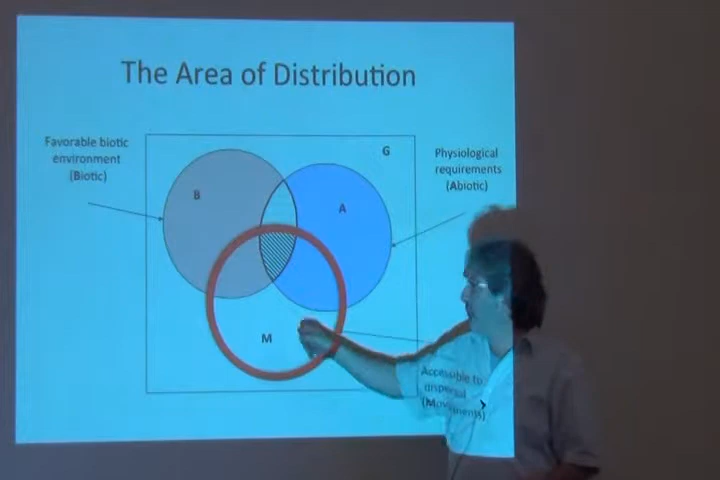 The Area of Distribution
Favorable biotic
environment
(Biotic)
G
Physiological
requirements
(Abiotic)
B
A
M
Accessible to
dispersal
(Movements)